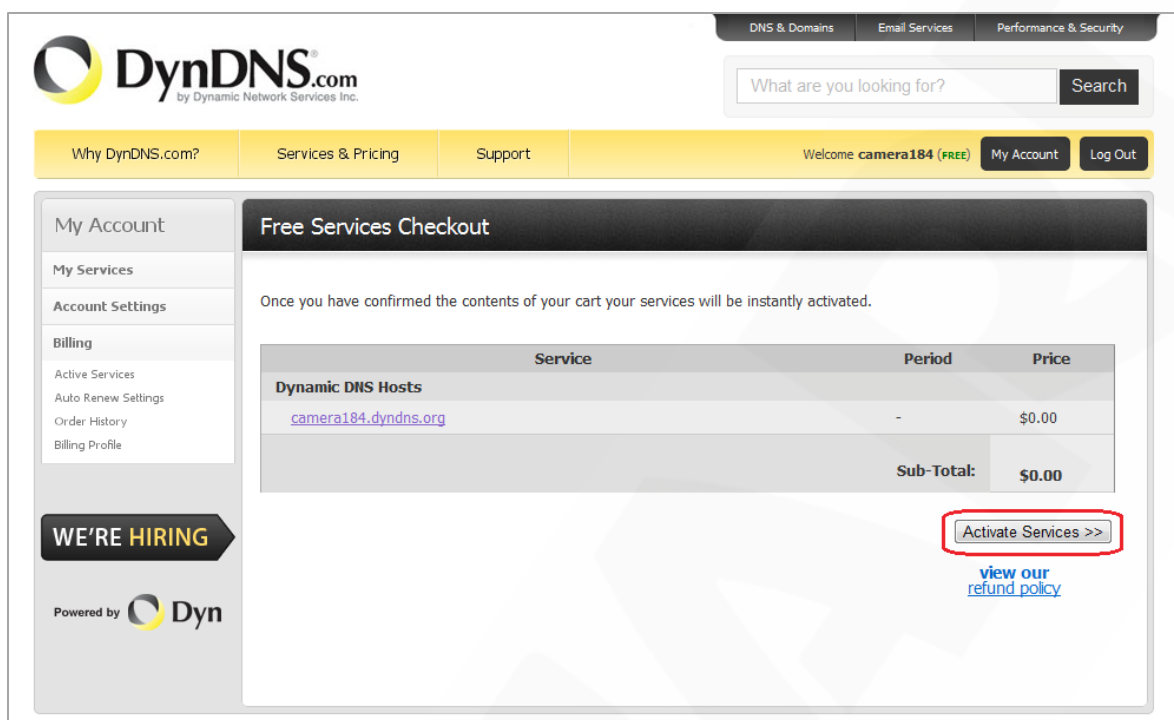 DNS & Domains Email Services Performance & Security
DynDNS®.com
by Dynamic Network Services Inc.
What are you looking for? Search
Why DynDNS.com? Services & Pricing Support Welcome camera184 (FREE) My Account Log Out
My Account
My Services
Account Settings
Billing
Active Services
Auto Renew Settings
Order History
Billing Profile
WE'RE HIRING
Powered by Dyn
Free Services Checkout
Once you have confirmed the contents of your cart your services will be instantly activated.
Service Period Price
Dynamic DNS Hosts
camera184.dyndns.org - $0.00
Sub-Total: $0.00
Activate Services >>
view our
refund policy